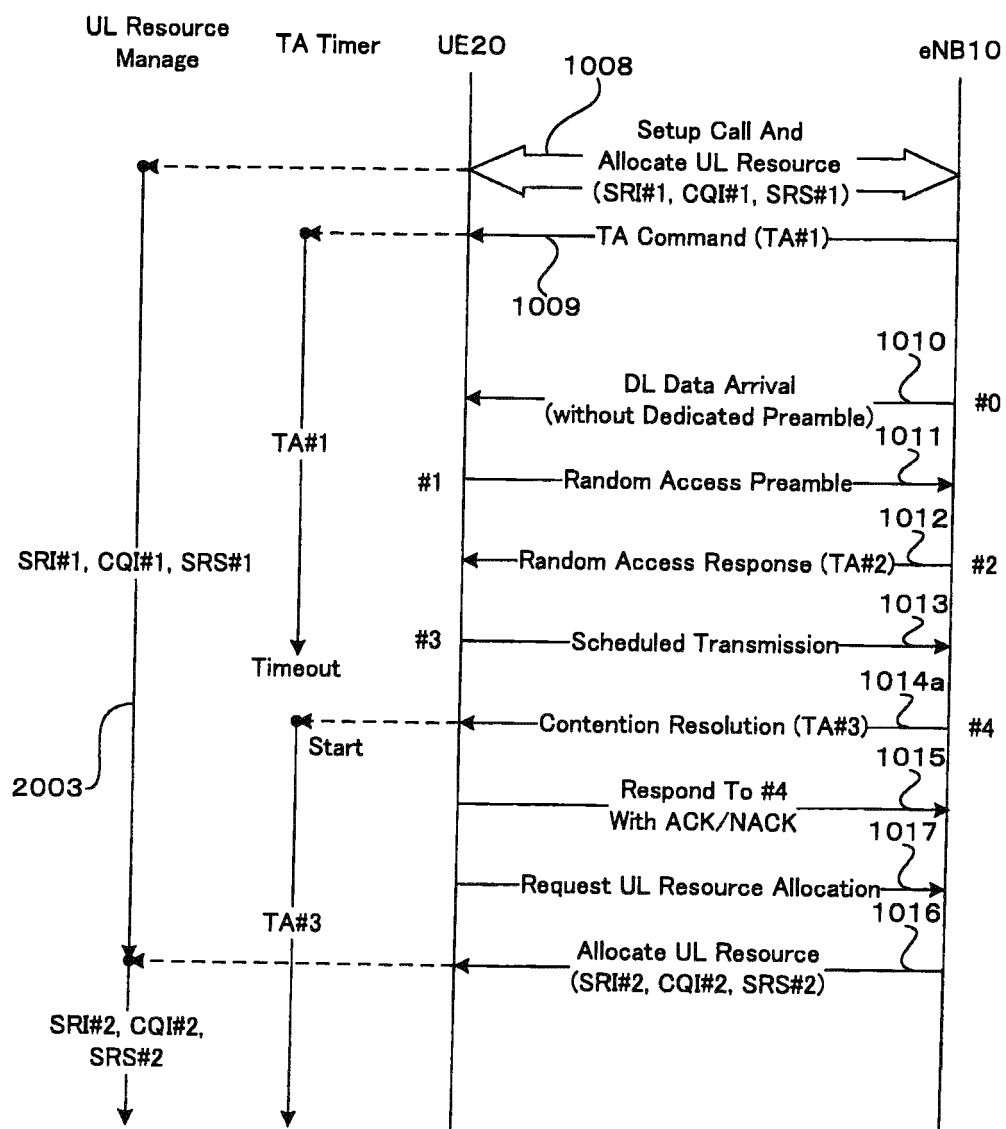 UL Resource
Manage
TA Timer
UE20
eNB10
1008
Setup Call And
Allocate UL Resource
(SRI#1, CQI#1, SRS#1)
TA Command (TA#1)
1009
1010
DL Data Arrival
(without Dedicated Preamble)
#0
TA#1
1011
#1
Random Access Preamble
1012
SRI#1, CQI#1, SRS#1
Random Access Response (TA#2)
#2
1013
#3
Scheduled Transmission
Timeout
1014a
Contention Resolution (TA#3)
#4
Start
1015
2003
Respond To #4
With ACK/NACK
1017
Request UL Resource Allocation
TA#3
1016
Allocate UL Resource
(SRI#2, CQI#2, SRS#2)
SRI#2, CQI#2,
SRS#2